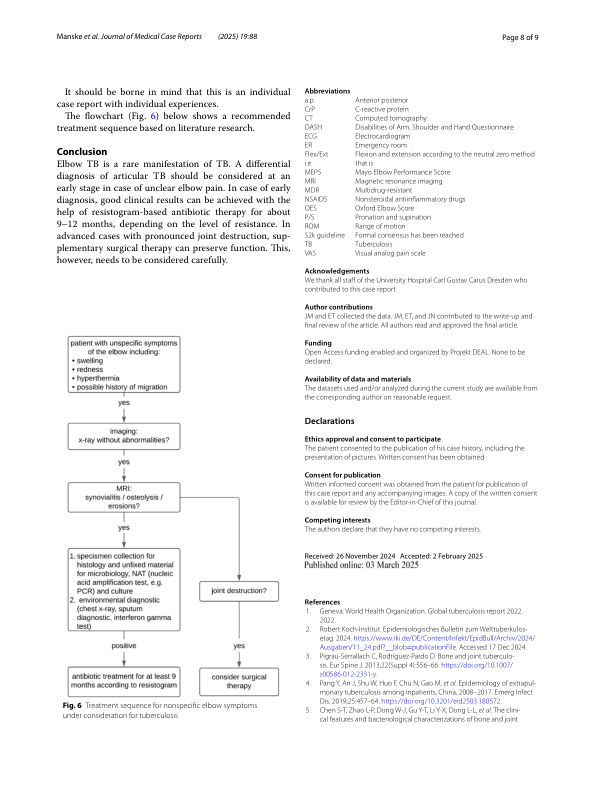 Manske et al. Journal of Medical Case Reports (2025) 19:88
Page 8 of 9
It should be borne in mind that this is an individual
case report with individual experiences.
The flowchart (Fig. 6) below shows a recommended
treatment sequence based on literature research.
Conclusion
Elbow TB is a rare manifestation of TB. A differential
diagnosis of articular TB should be considered at an
early stage in case of unclear elbow pain. In case of early
diagnosis, good clinical results can be achieved with the
help of resistogram-based antibiotic therapy for about
9–12 months, depending on the level of resistance. In
advanced cases with pronounced joint destruction, sup-
plementary surgical therapy can preserve function. This,
however, needs to be considered carefully.
patient with unspecific symptoms
of the elbow including:
• swelling
• redness
• hyperthermia
• possible history of migration
yes
imaging:
x-ray without abnormalities?
yes
MRI:
synovialitis / osteolysis /
erosions?
yes
1. specismen collection for
histology and unfixed material
for microbiology, NAT (nucleic
acid amplification test, e.g.
PCR) and culture
2. environmental diagnostic
(chest x-ray, sputum
diagnostic, interferon gamma
test)
joint destruction?
positive
yes
antibiotic treatment for at least 9
months according to resistogram
consider surgical
therapy
Fig. 6 Treatment sequence for nonspecific elbow symptoms
under consideration for tuberculosis
Abbreviations
a.p. Anterior posterior
CrP C-reactive protein
CT Computed tomography
DASH Disabilities of Arm, Shoulder and Hand Questionnaire
ECG Electrocardiogram
ER Emergency room
Flex/Ext Flexion and extension according to the neutral zero method
i.e. that is
MEPS Mayo Elbow Performance Score
MRI Magnetic resonance imaging
MDR Multidrug-resistant
NSAIDS Nonsteroidal antiinflammatory drugs
OES Oxford Elbow Score
P/S Pronation and supination
ROM Range of motion
S2k guideline Formal consensus has been reached
TB Tuberculosis
VAS Visual analog pain scale
Acknowledgements
We thank all staff of the University Hospital Carl Gustav Carus Dresden who
contributed to this case report.
Author contributions
JM and ET collected the data. JM, ET, and JN contributed to the write-up and
final review of the article. All authors read and approved the final article.
Funding
Open Access funding enabled and organized by Projekt DEAL. None to be
declared.
Availability of data and materials
The datasets used and/or analyzed during the current study are available from
the corresponding author on reasonable request.
Declarations
Ethics approval and consent to participate
The patient consented to the publication of his case history, including the
presentation of pictures. Written consent has been obtained.
Consent for publication
Written informed consent was obtained from the patient for publication of
this case report and any accompanying images. A copy of the written consent
is available for review by the Editor-in-Chief of this journal.
Competing interests
The authors declare that they have no competing interests.
Received: 26 November 2024 Accepted: 2 February 2025
Published online: 03 March 2025
References
1. Geneva: World Health Organization. Global tuberculosis report 2022.
2022.
2. Robert Koch-Institut. Epidemiologisches Bulletin zum Welttuberkulos-
etag; 2024. https://www.rki.de/DE/Content/Infekt/EpidBull/Archiv/2024/
Ausgaben/11_24.pdf?__blob=publicationFile. Accessed 17 Dec 2024.
3. Pigrau-Serrallach C, Rodríguez-Pardo D. Bone and joint tuberculo-
sis. Eur Spine J. 2013;22(Suppl 4):556–66. https://doi.org/10.1007/
s00586-012-2331-y.
4. Pang Y, An J, Shu W, Huo F, Chu N, Gao M, et al. Epidemiology of extrapul-
monary tuberculosis among inpatients, China, 2008–2017. Emerg Infect
Dis. 2019;25:457–64. https://doi.org/10.3201/eid2503.180572.
5. Chen S-T, Zhao L-P, Dong W-J, Gu Y-T, Li Y-X, Dong L-L, et al. The clini-
cal features and bacteriological characterizations of bone and joint